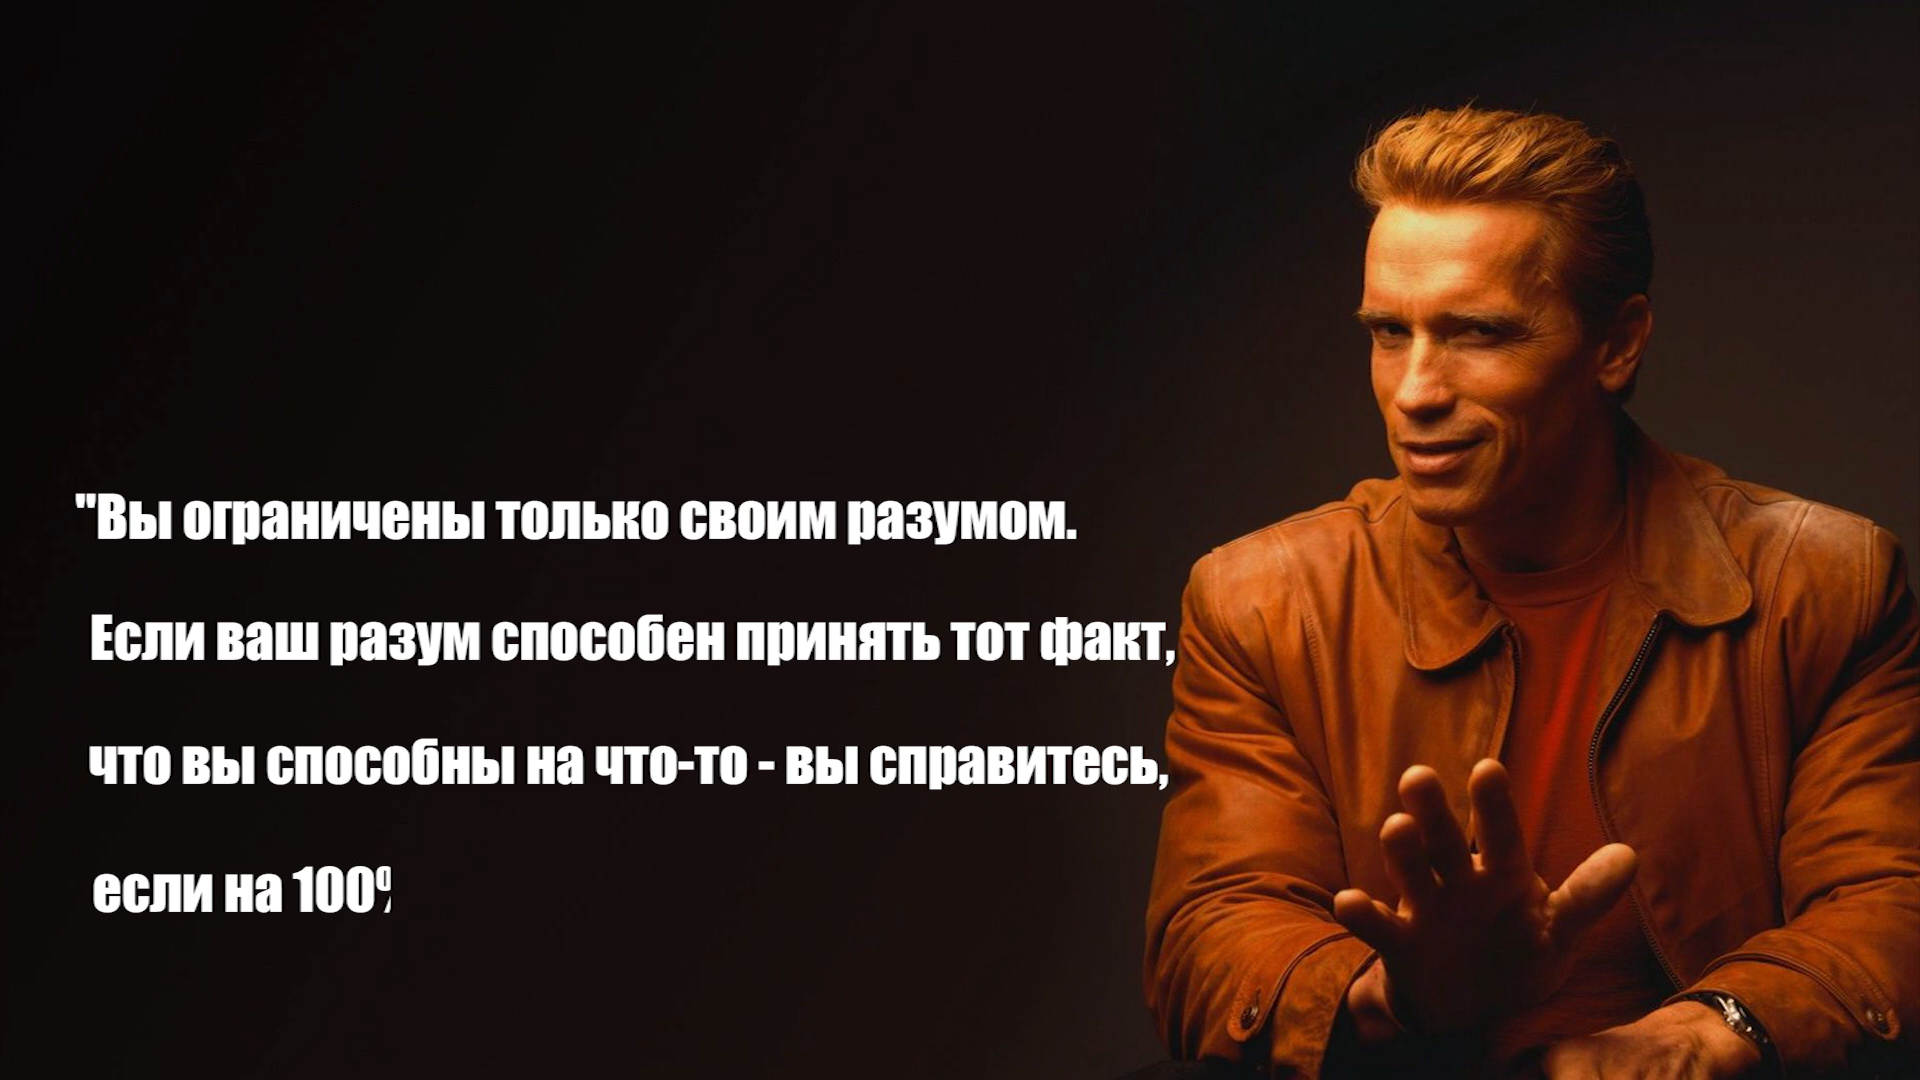 "Вы ограничены только своим разумом.
Если ваш разум способен принять тот факт,
что вы способны на что-то - вы справитесь,
если на 100%